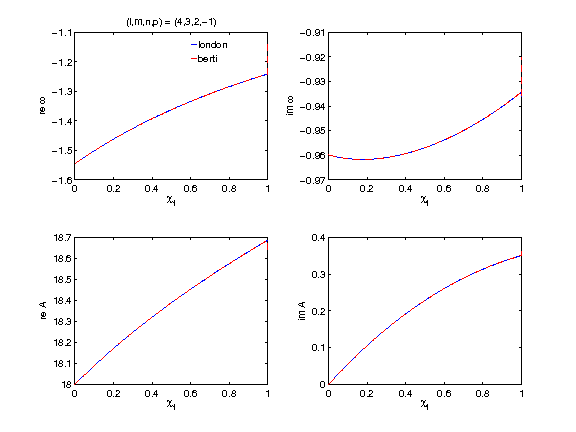 (l,m,n,p) = (4,3,2,−1)
−1.1
−1.2
−1.3
−1.4
−1.5
−1.6
re ω
london
berti
0 0.2 0.4 0.6 0.8 1
χf
−0.91
−0.92
−0.93
−0.94
−0.95
−0.96
−0.97
im ω
0 0.2 0.4 0.6 0.8 1
χf
18.7
18.6
18.5
18.4
18.3
18.2
18.1
18
re A
0 0.2 0.4 0.6 0.8 1
χf
0.4
0.3
0.2
0.1
0
im A
0 0.2 0.4 0.6 0.8 1
χf